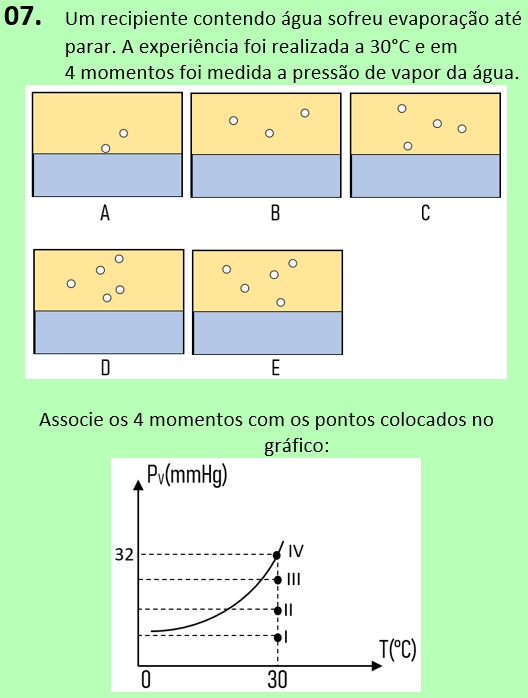 07. Um recipiente contendo água sofreu evaporação até
parar. A experiência foi realizada a 30°C e em
4 momentos foi medida a pressão de vapor da água.
A B C
D E
Associe os 4 momentos com os pontos colocados no
gráfico:
Pv(mmHg)
32
IV
III
II
I
T(ºC)
0 30